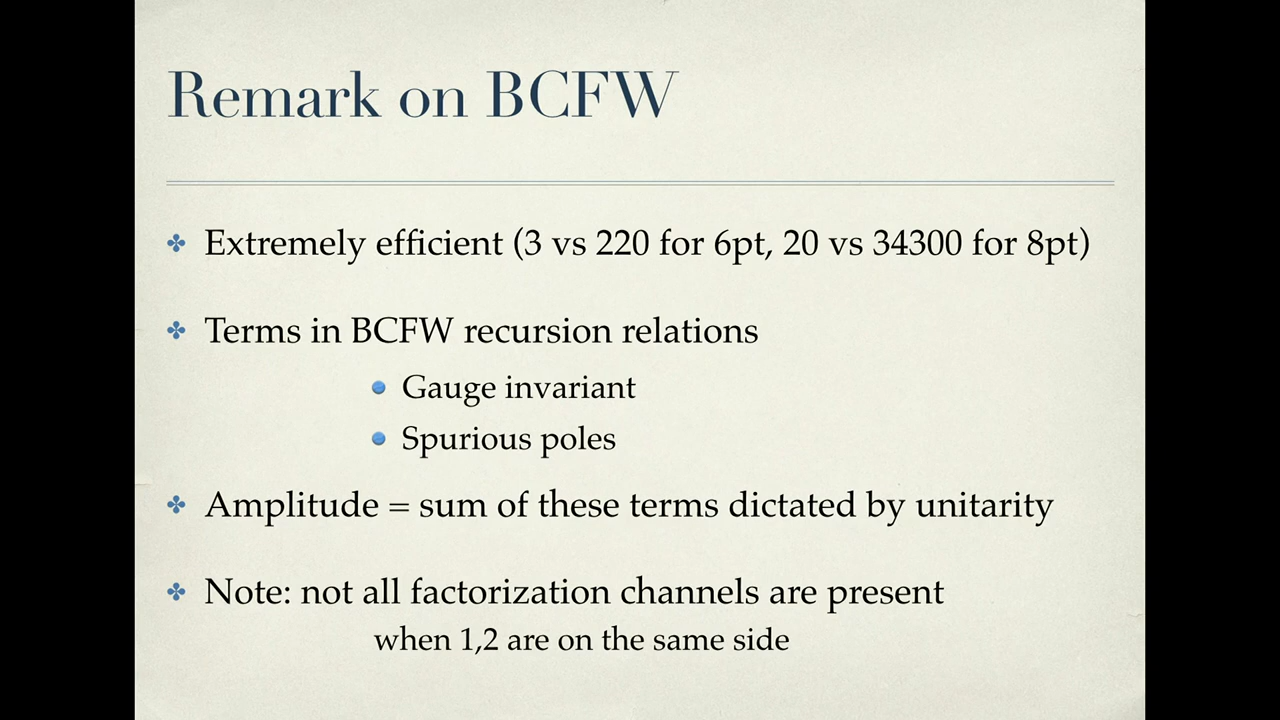 Remark on BCFW
Extremely efficient (3 vs 220 for 6pt, 20 vs 34300 for 8pt)
Terms in BCFW recursion relations
Gauge invariant
Spurious poles
Amplitude = sum of these terms dictated by unitarity
Note: not all factorization channels are present
when 1,2 are on the same side